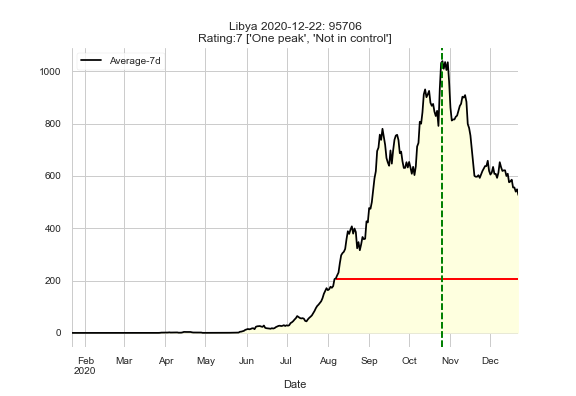 Libya 2020-12-22: 95706
Rating:7 ['One peak', 'Not in control']
Average-7d
1000
800
600
400
200
0
Feb Mar Apr May Jun Jul Aug Sep Oct Nov Dec
2020
Date